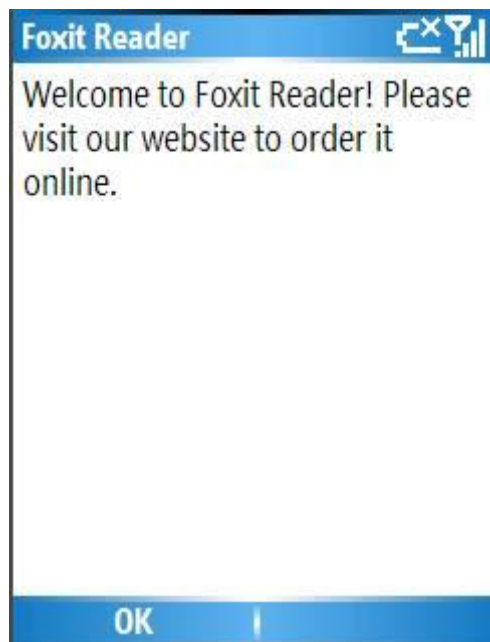 Foxit Reader
Welcome to Foxit Reader! Please
visit our website to order it
online.
OK